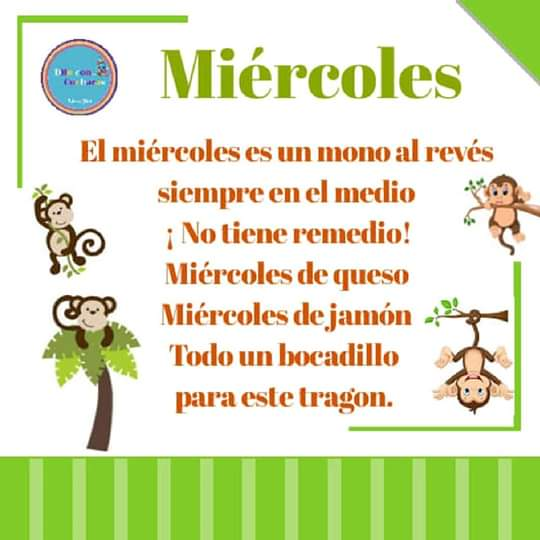 Miércoles
El miércoles es un mono al revés
siempre en el medio
¡ No tiene remedio!
Miércoles de queso
Miércoles de jamón
Todo un bocadillo
para este tragon.